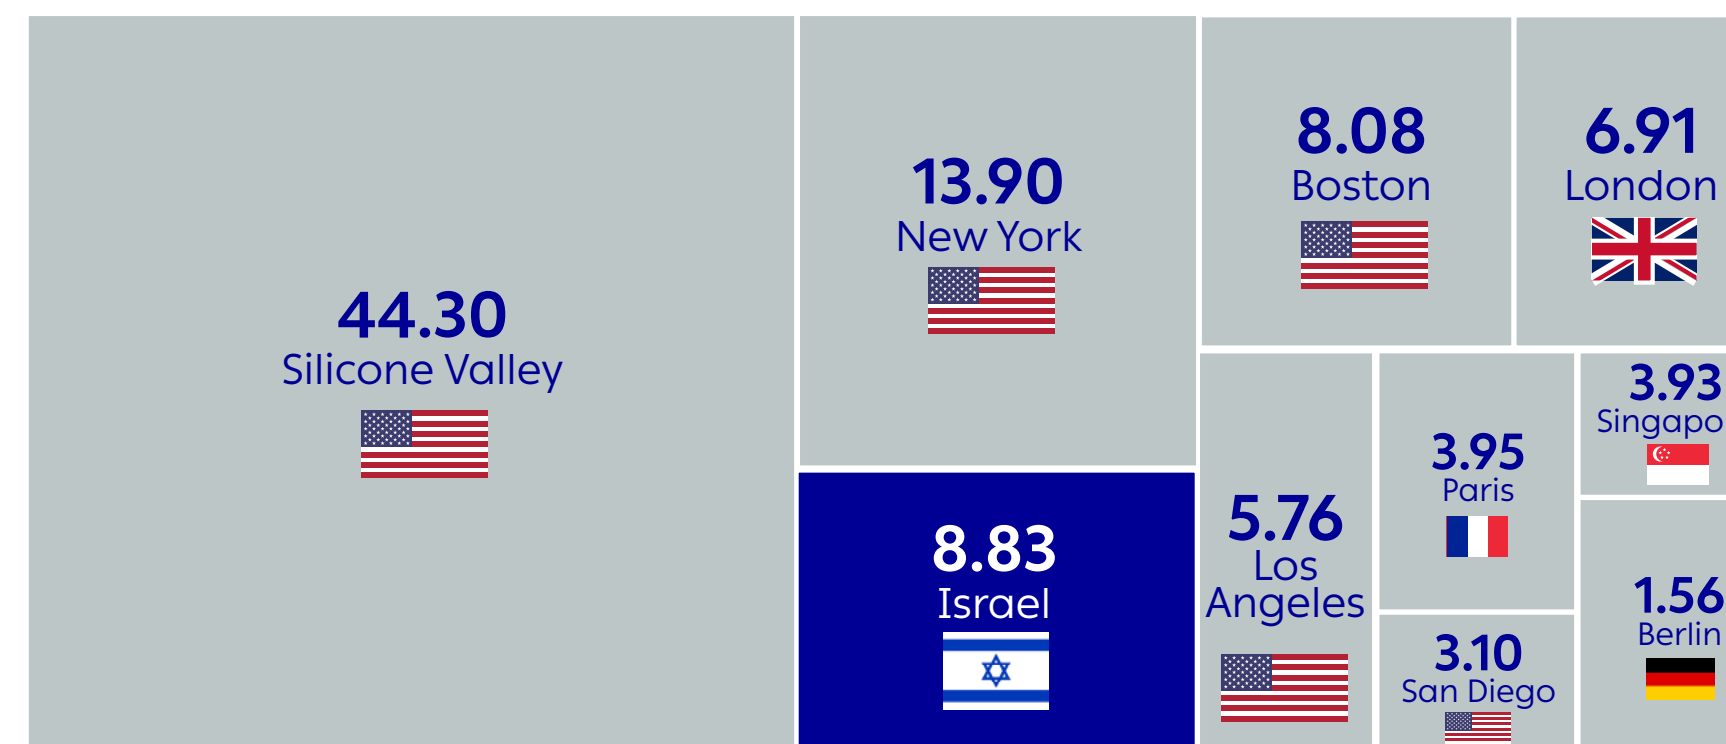 44.30
Silicone Valley
13.90
New York
8.83
Israel
8.08
Boston
6.91
London
5.76
Los
Angeles
3.95
Paris
3.10
San Diego
3.93
Singapo
1.56
Berlin